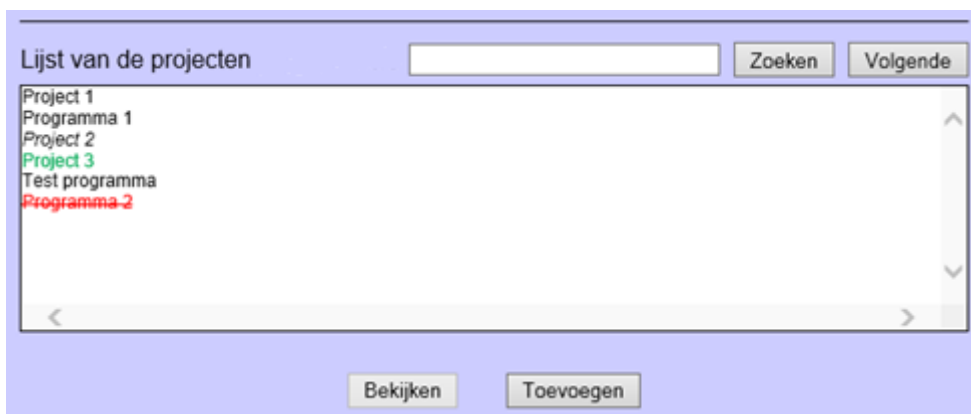 Lijst van de projecten Zoeken Volgende
Project 1
Programma 1
Project 2
Project 3
Test programma
Programma 2
Bekijken Toevoegen